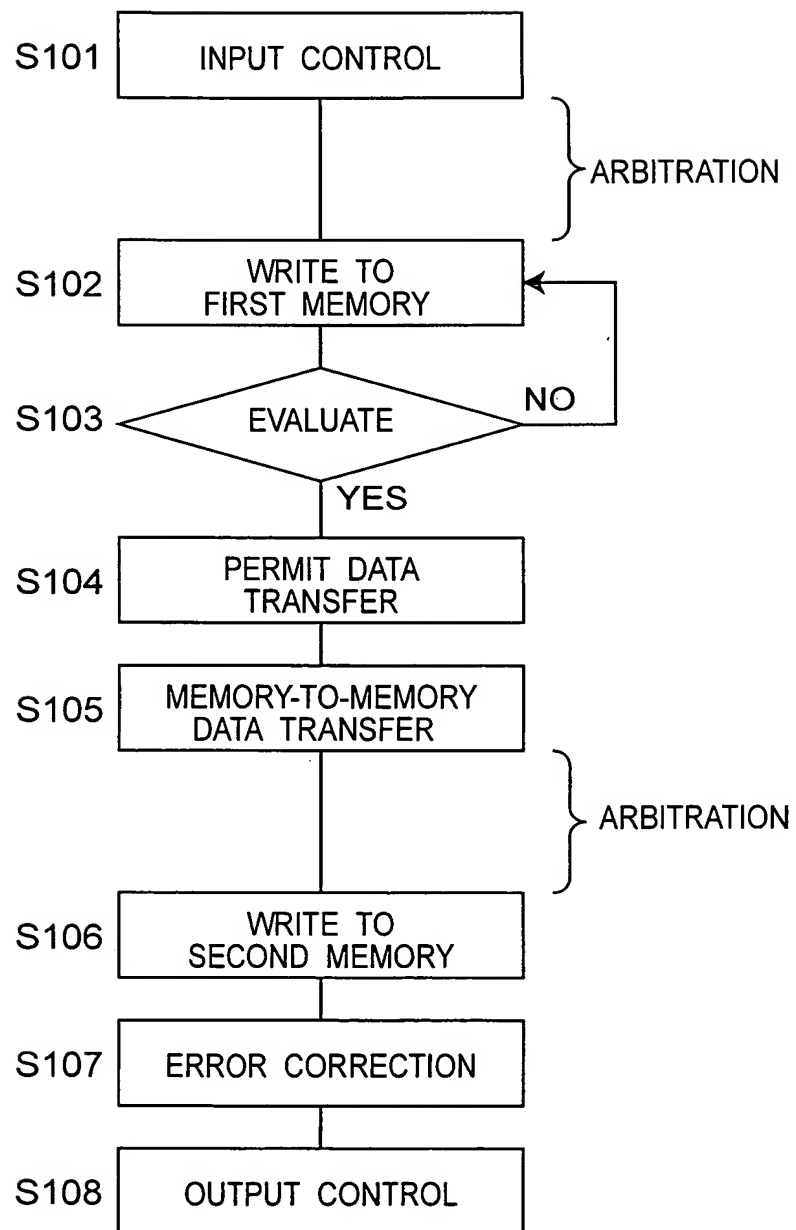 S101 INPUT CONTROL
ARBITRATION
S102 WRITE TO
FIRST MEMORY
S103 EVALUATE NO
YES
S104 PERMIT DATA
TRANSFER
S105 MEMORY-TO-MEMORY
DATA TRANSFER
ARBITRATION
S106 WRITE TO
SECOND MEMORY
S107 ERROR CORRECTION
S108 OUTPUT CONTROL